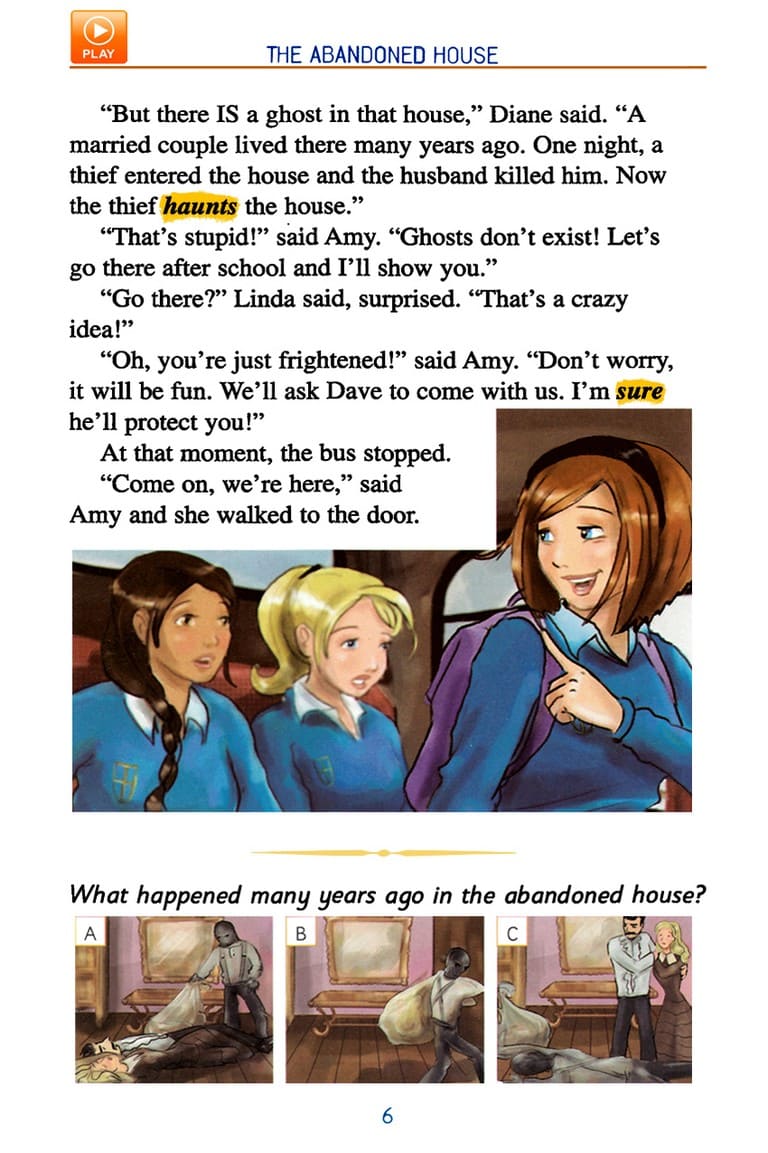 PLAY
THE ABANDONED HOUSE
“But there IS a ghost in that house,” Diane said. “A
married couple lived there many years ago. One night, a
thief entered the house and the husband killed him. Now
the thief haunts the house.”
“That’s stupid!” said Amy. “Ghosts don’t exist! Let’s
go there after school and I’ll show you.”
“Go there?” Linda said, surprised. “That’s a crazy
idea!”
“Oh, you’re just frightened!” said Amy. “Don’t worry,
it will be fun. We’ll ask Dave to come with us. I’m sure
he’ll protect you!”
At that moment, the bus stopped.
“Come on, we’re here,” said
Amy and she walked to the door.
What happened many years ago in the abandoned house?
A
B
C
6